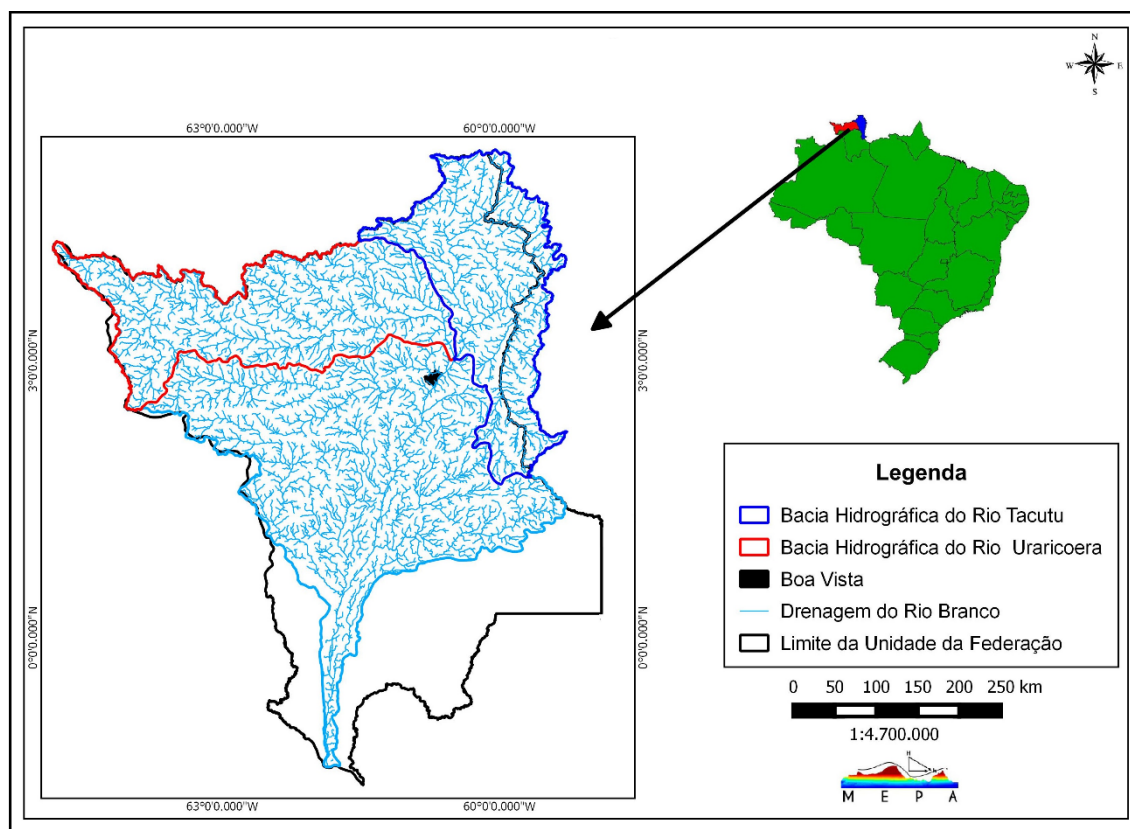 N
W E
S
63°0'0.000"W 60°0'0.000"W
3°0'0.000"N 3°0'0.000"N
0°0'0.000"N 0°0'0.000"N
63°0'0.000"W 60°0'0.000"W
Legenda
Bacia Hidrográfica do Rio Tacutu
Bacia Hidrográfica do Rio Uraricoera
Boa Vista
Drenagem do Rio Branco
Limite da Unidade da Federação
0 50 100 150 200 250 km
1:4.700.000
M E P A